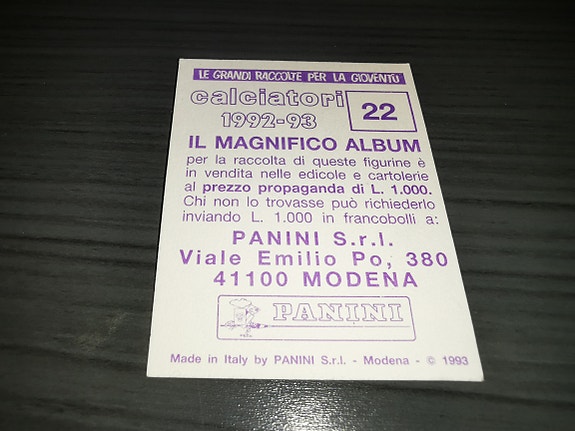 LE GRANDI RACCOLTE PER LA GIOVENTÙ
calciatori
22
1992-93
IL MAGNIFICO ALBUM
per la raccolta di queste figurine è
in vendita nelle edicole e cartolerie
al prezzo propaganda di L. 1.000.
Chi non lo trovasse può richiederlo
inviando L. 1.000 in francobolli a:
PANINI S.r.l.
Viale Emilio Po, 380
41100 MODENA
PANINI
Made in Italy by PANINI S.r.l. - Modena - © 1993